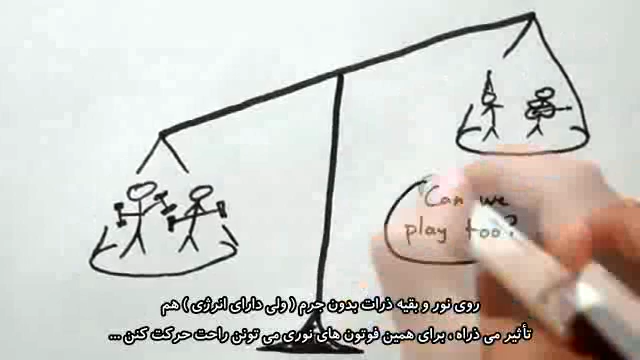 Can we
play too?
روی نور و بقیه ذرات بدون جرم ( ولی دارای انرژی ) هم
تأثیر می ذراه ، برای همین فوتون های نوری می تونن راحت حرکت کنن ...